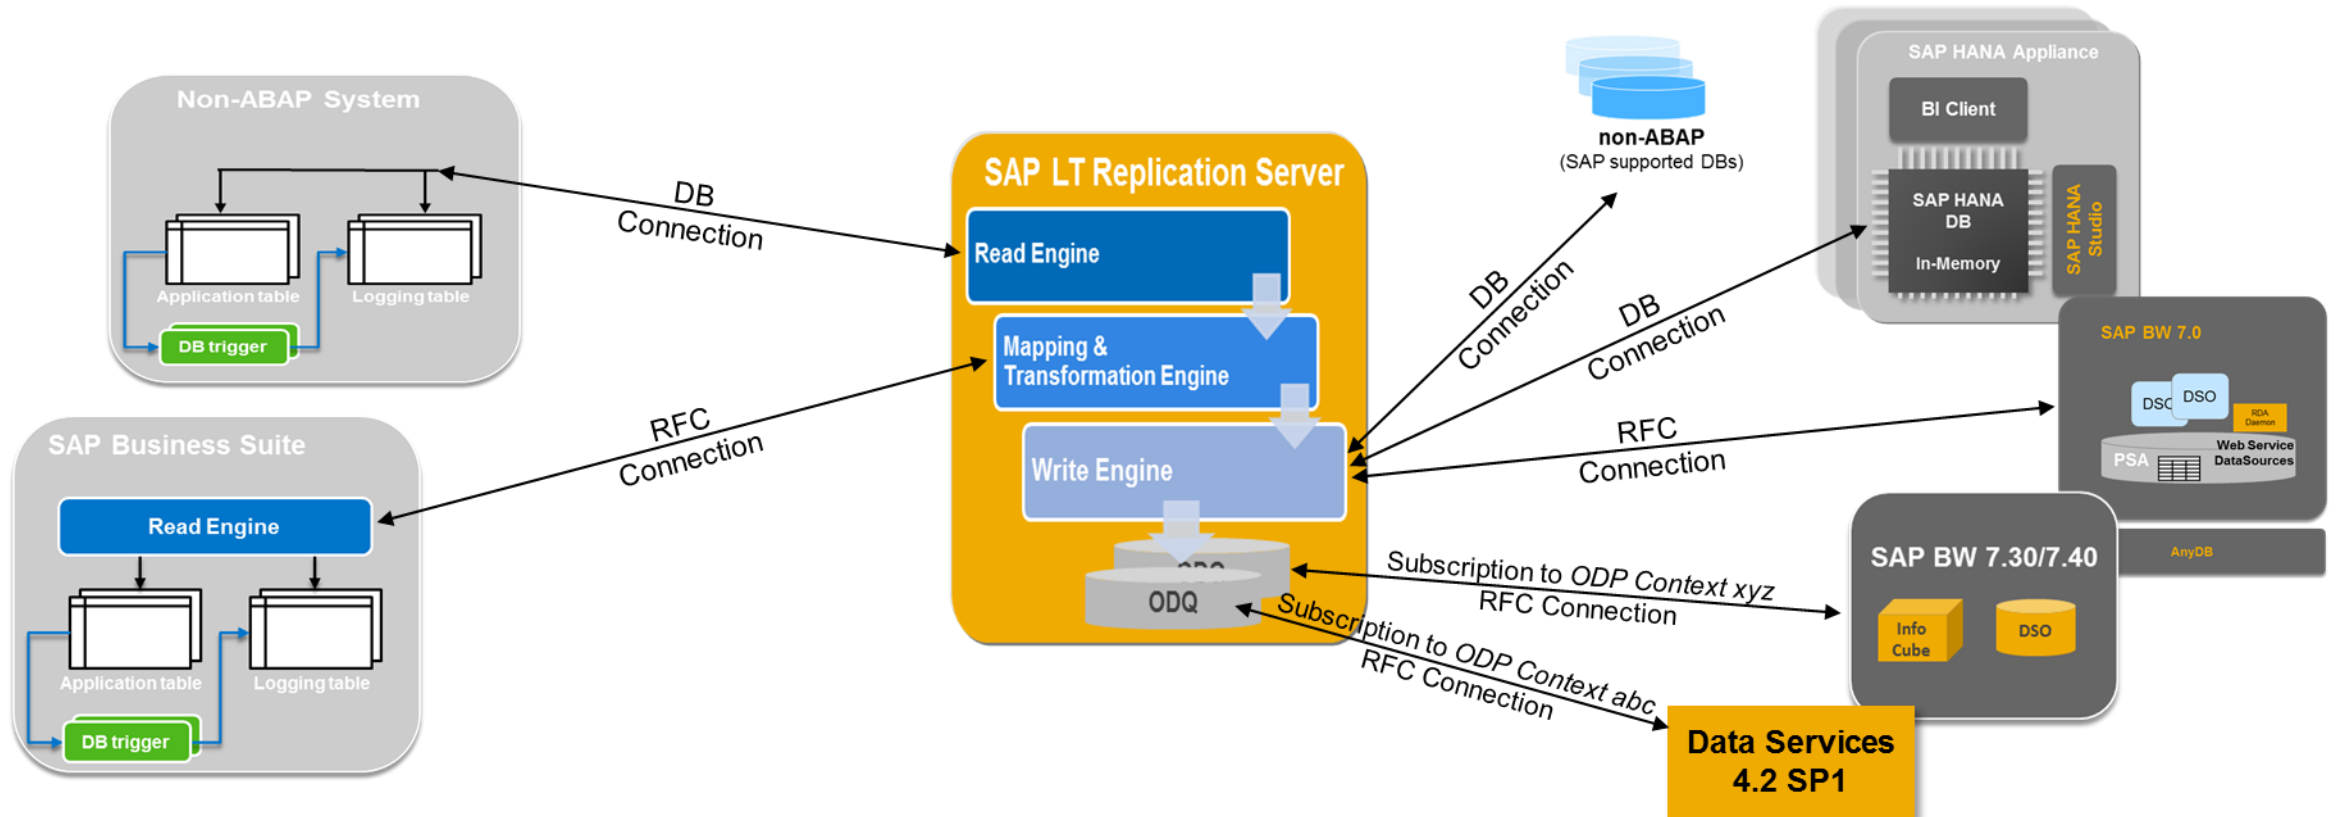 Non-ABAP System
Application table
Logging table
DB trigger
SAP Business Suite
Read Engine
Application table
Logging table
DB trigger
DB
Connection
RFC
Connection
SAP LT Replication Server
Read Engine
Mapping &
Transformation Engine
Write Engine
ODQ
ODQ
non-ABAP
(SAP supported DBs)
DB
Connection
DB
Connection
RFC
Connection
Subscription to ODP Context xyz
RFC Connection
Subscription to ODP Context abc
RFC Connection
SAP HANA Appliance
BI Client
SAP HANA
DB
In-Memory
SAP HANA
Studio
SAP BW 7.0
DSO
DSO
RDA
Daemon
Web Service
DataSources
PSA
AnyDB
SAP BW 7.30/7.40
Info
Cube
DSO
Data Services
4.2 SP1